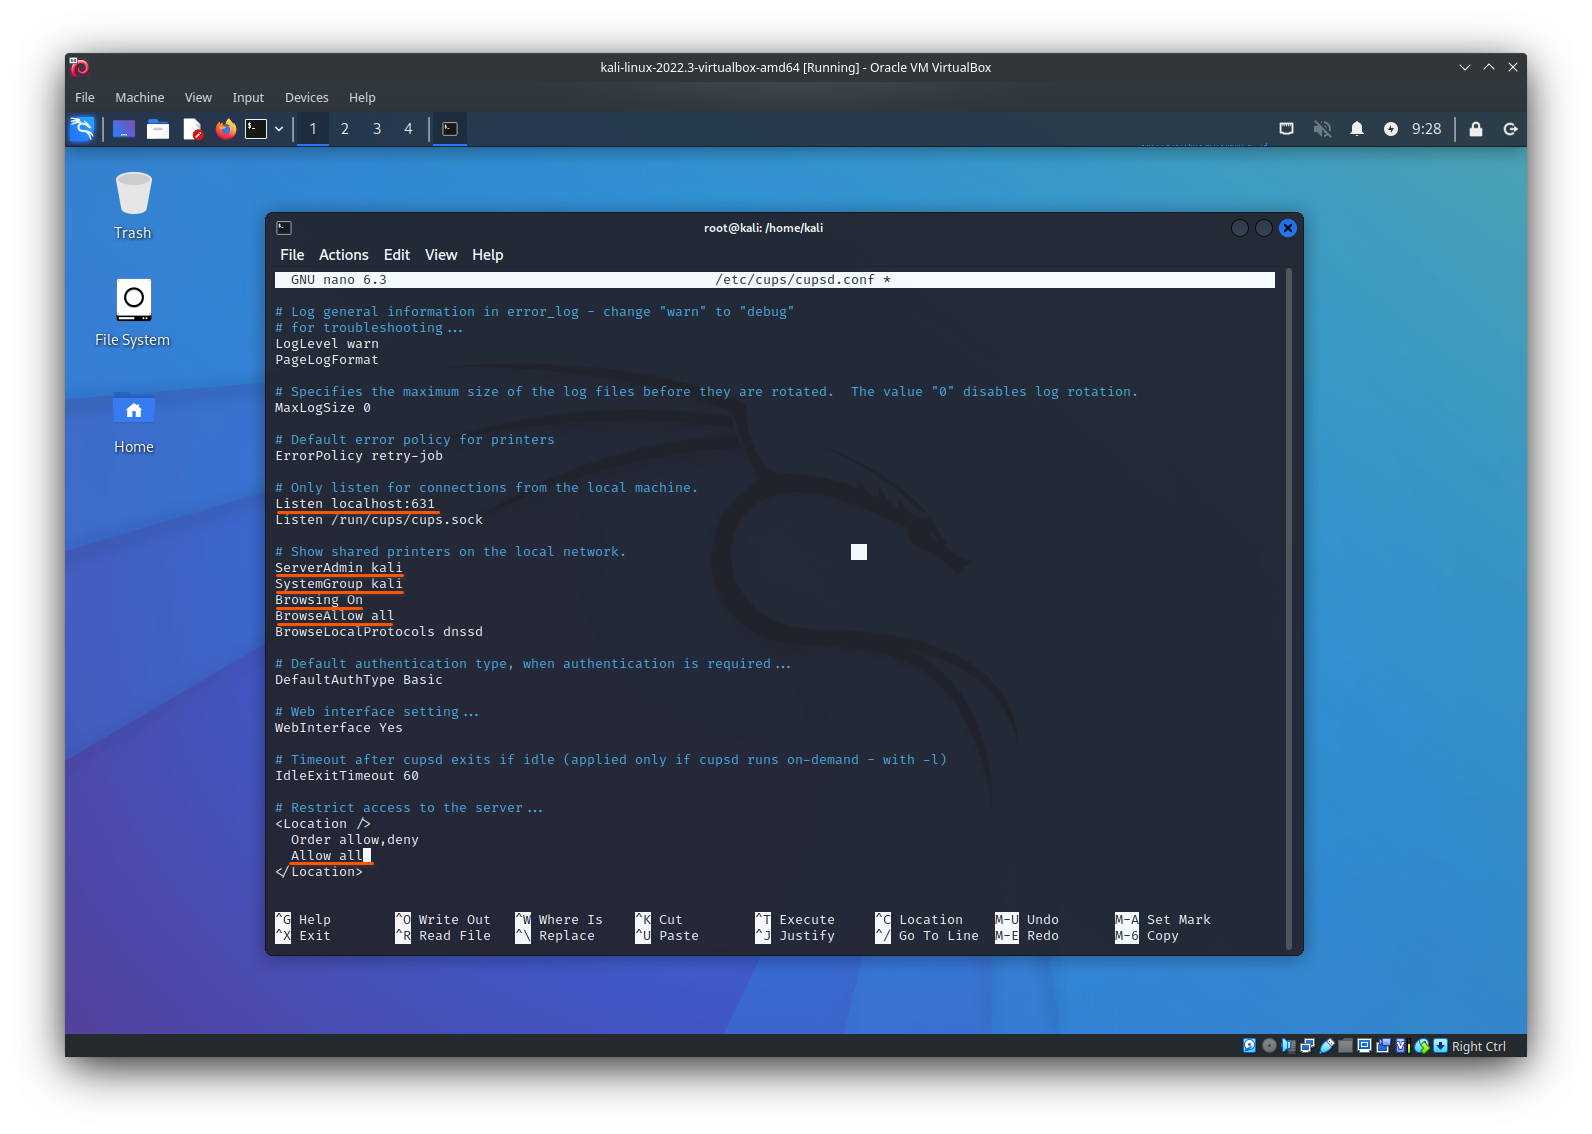 kali-linux-2022.3-virtualbox-amd64 [Running] - Oracle VM VirtualBox
File Machine View Input Devices Help
1 2 3 4 9:28
Trash
File System
Home
root@kali: /home/kali
File Actions Edit View Help
GNU nano 6.3 /etc/cups/cupsd.conf *
# Log general information in error_log - change "warn" to "debug"
# for troubleshooting...
LogLevel warn
PageLogFormat
# Specifies the maximum size of the log files before they are rotated.  The value "0" disables log rotation.
MaxLogSize 0
# Default error policy for printers
ErrorPolicy retry-job
# Only listen for connections from the local machine.
Listen localhost:631
Listen /run/cups/cups.sock
# Show shared printers on the local network.
ServerAdmin kali
SystemGroup kali
Browsing On
BrowseAllow all
BrowseLocalProtocols dnssd
# Default authentication type, when authentication is required...
DefaultAuthType Basic
# Web interface setting...
WebInterface Yes
# Timeout after cupsd exits if idle (applied only if cupsd runs on-demand - with -l)
IdleExitTimeout 60
# Restrict access to the server...
<Location />
  Order allow,deny
  Allow all
</Location>
^G Help ^O Write Out ^W Where Is ^K Cut ^T Execute ^C Location M-U Undo M-A Set Mark
^X Exit ^R Read File ^\ Replace ^U Paste ^J Justify ^/ Go To Line M-E Redo M-6 Copy
Right Ctrl